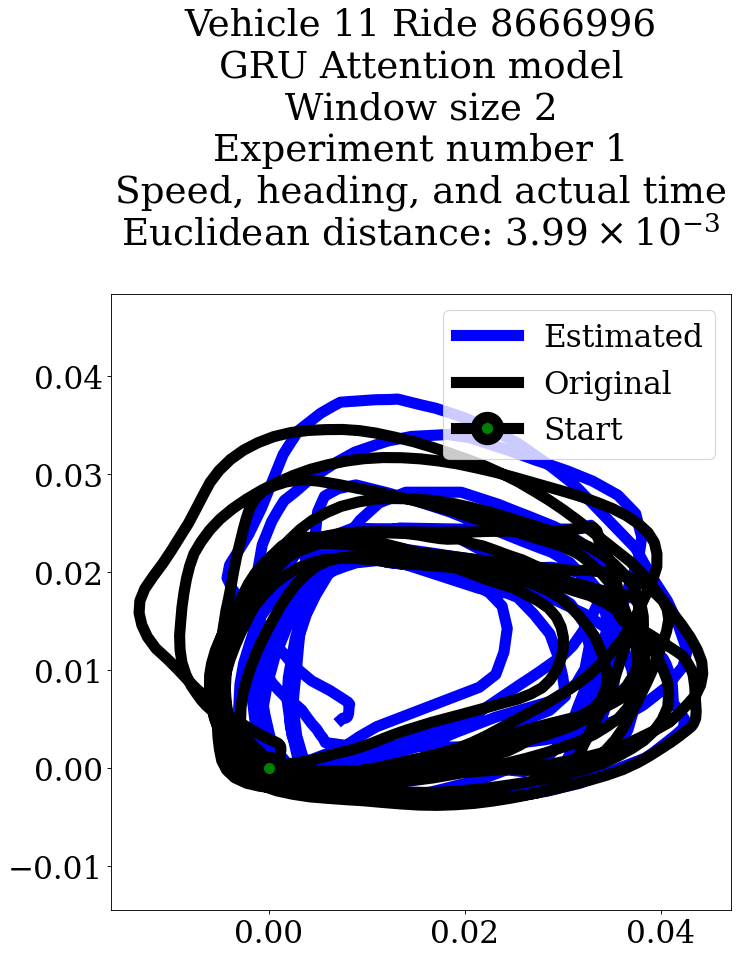 Vehicle 11 Ride 8666996
GRU Attention model
Window size 2
Experiment number 1
Speed, heading, and actual time
Euclidean distance: 3.99 × 10⁻³
Estimated
Original
Start
0.04
0.03
0.02
0.01
0.00
−0.01
0.00 0.02 0.04